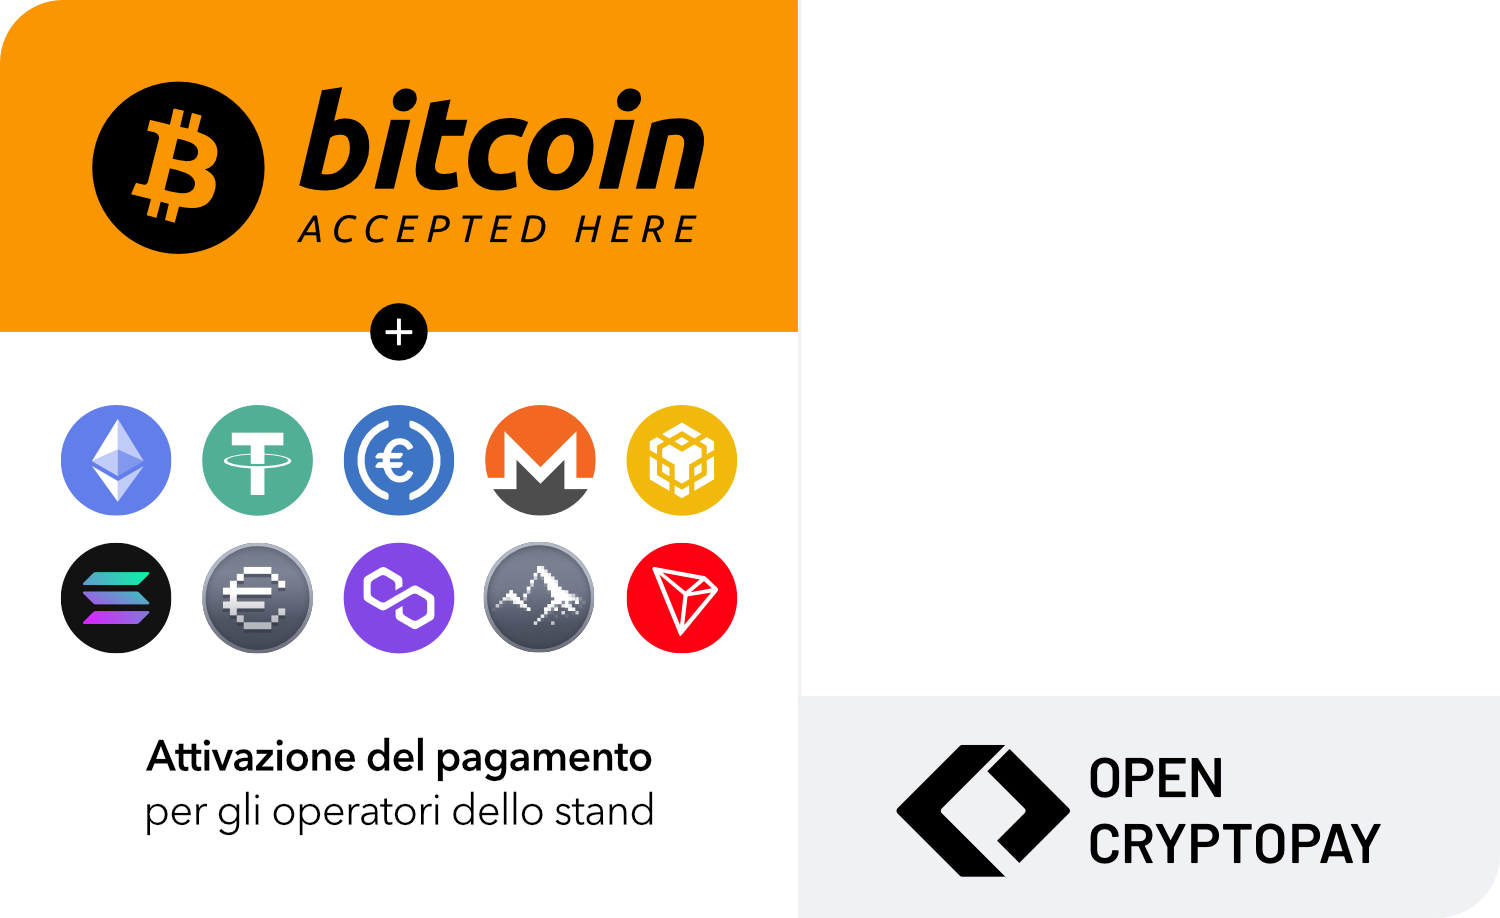 bitcoin
ACCEPTED HERE
Attivazione del pagamento
per gli operatori dello stand
OPEN
CRYPTOPAY